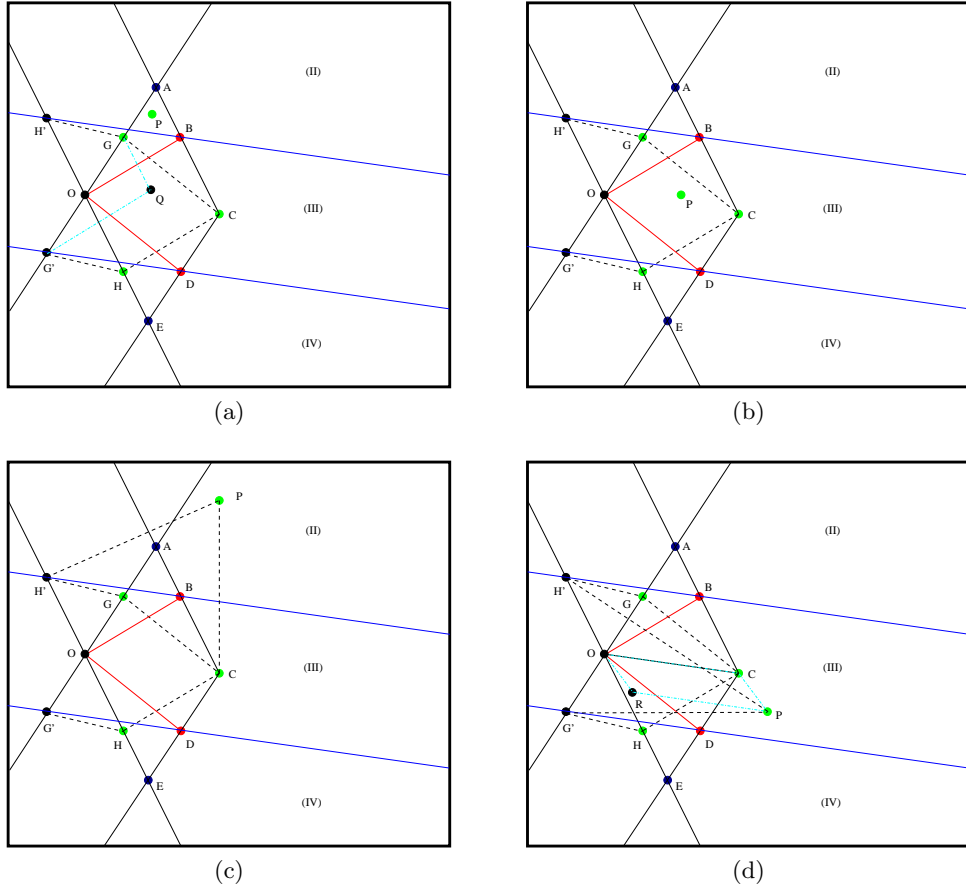 (II)
A
P
H'
B
G
O
Q
(III)
C
G'
H
D
E
(IV)
(a)
(II)
A
H'
B
G
O
P
(III)
C
G'
H
D
E
(IV)
(b)
P
(II)
A
H'
B
G
O
(III)
C
G'
H
D
E
(IV)
(c)
(II)
A
H'
B
G
O
(III)
C
R
P
G'
H
D
E
(IV)
(d)